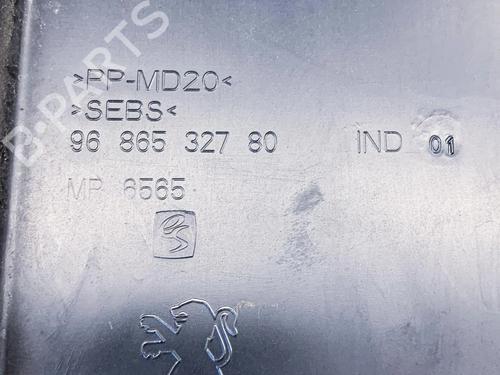 B-PARTS
>PP-MD20<
>SEBS<
96 865 327 80 IND 01
MP 6565